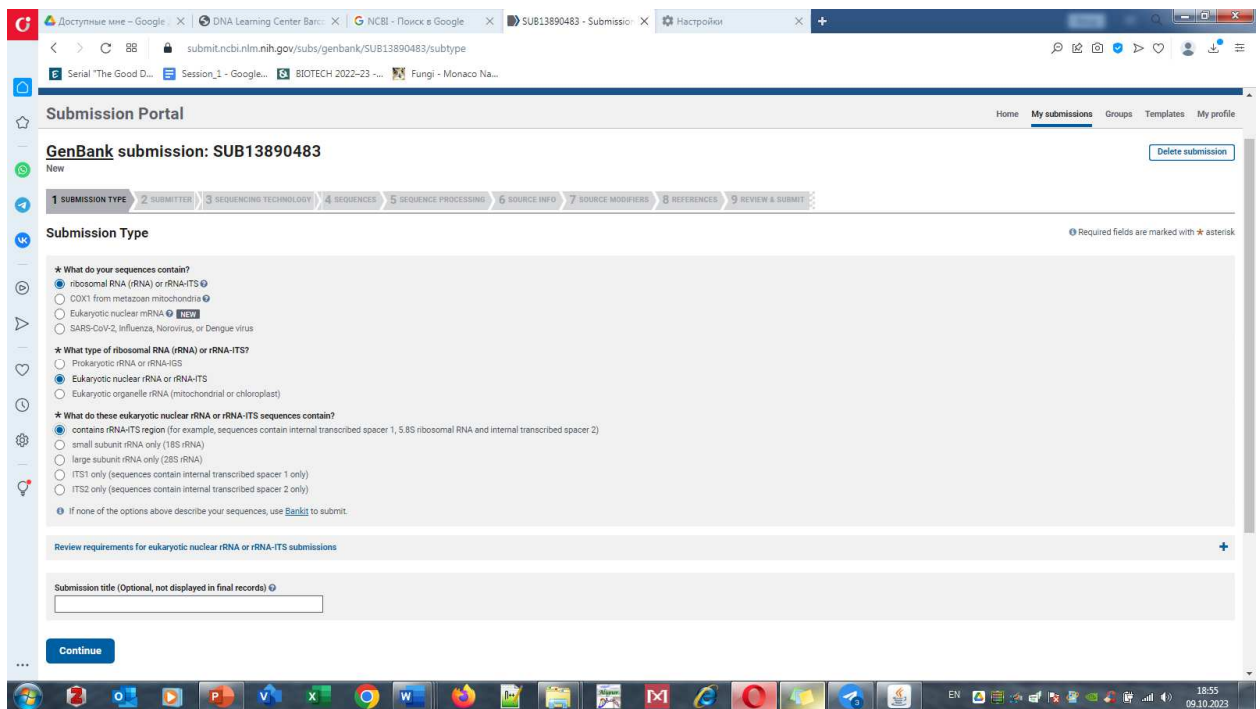 Доступные мне – Google
DNA Learning Center Barc
NCBI - Поиск в Google
SUB13890483 - Submission
Настройки
submit.ncbi.nlm.nih.gov/subs/genbank/SUB13890483/subtype
Serial "The Good D...
Session_1 - Google...
BIOTECH 2022–23 -...
Fungi - Monaco Na...
Submission Portal
Home
My submissions
Groups
Templates
My profile
GenBank submission: SUB13890483
Delete submission
New
1 SUBMISSION TYPE
2 SUBMITTER
3 SEQUENCING TECHNOLOGY
4 SEQUENCES
5 SEQUENCE PROCESSING
6 SOURCE INFO
7 SOURCE MODIFIERS
8 REFERENCES
9 REVIEW & SUBMIT
Submission Type
Required fields are marked with * asterisk
* What do your sequences contain?
ribosomal RNA (rRNA) or rRNA-ITS
COX1 from metazoan mitochondria
Eukaryotic nuclear mRNA NEW
SARS-CoV-2, Influenza, Norovirus, or Dengue virus
* What type of ribosomal RNA (rRNA) or rRNA-ITS?
Prokaryotic rRNA or rRNA-IGS
Eukaryotic nuclear rRNA or rRNA-ITS
Eukaryotic organelle rRNA (mitochondrial or chloroplast)
* What do these eukaryotic nuclear rRNA or rRNA-ITS sequences contain?
contains rRNA-ITS region (for example, sequences contain internal transcribed spacer 1, 5.8S ribosomal RNA and internal transcribed spacer 2)
small subunit rRNA only (18S rRNA)
large subunit rRNA only (28S rRNA)
ITS1 only (sequences contain internal transcribed spacer 1 only)
ITS2 only (sequences contain internal transcribed spacer 2 only)
If none of the options above describe your sequences, use Bankit to submit.
Review requirements for eukaryotic nuclear rRNA or rRNA-ITS submissions
Submission title (Optional, not displayed in final records)
Continue
EN
18:55
09.10.2023